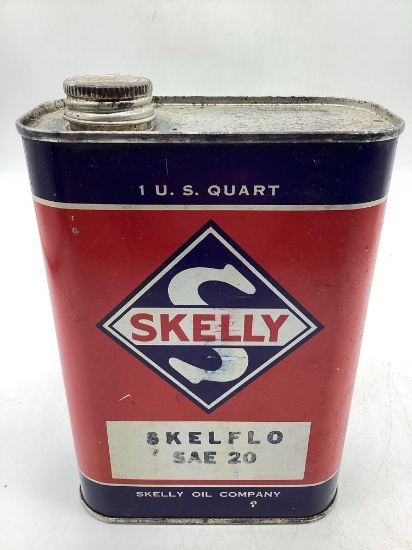 1 U. S. QUART
S
SKELLY
SKELFLO
SAE 20
SKELLY OIL COMPANY